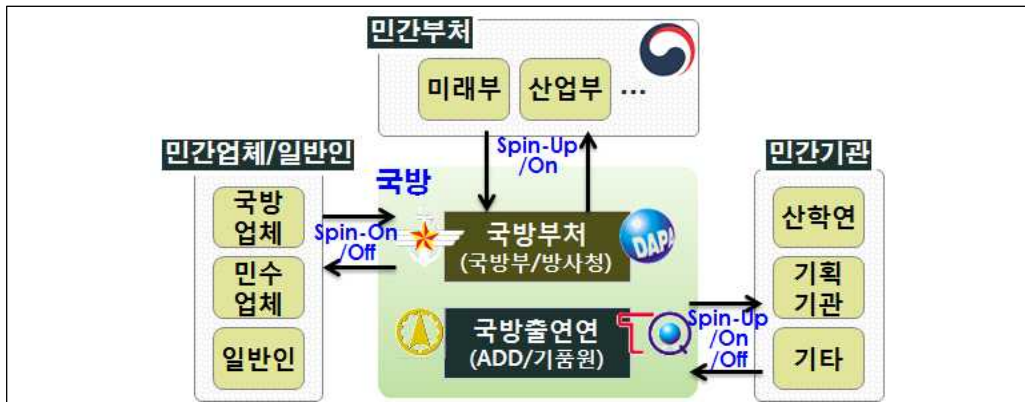 민간부처
미래부
산업부
...
Spin-Up
/On
민간업체/일반인
국방
업체
민수
업체
일반인
Spin-On
/Off
국방
국방부처
(국방부/방사청)
DAPA
국방출연연
(ADD/기품원)
Spin-Up
/On
/Off
민간기관
산학연
기획
기관
기타